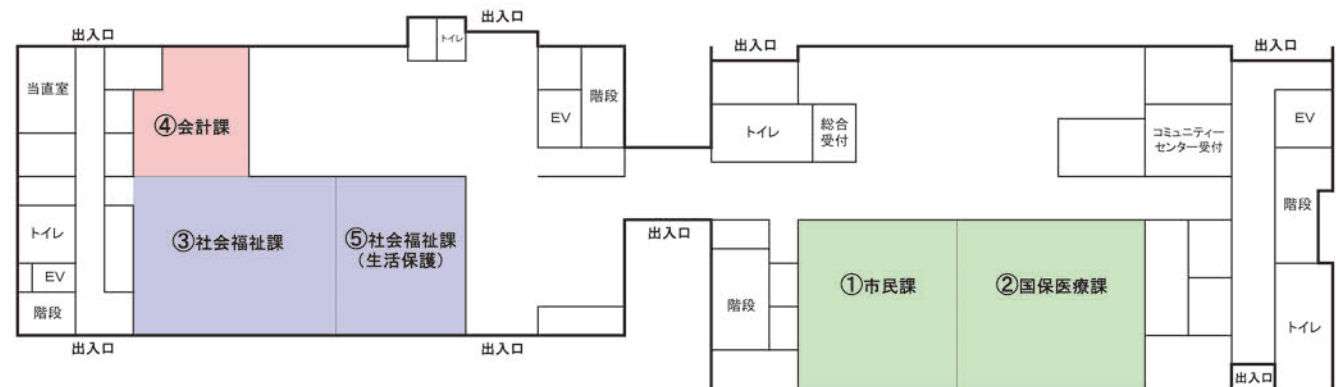 出入口
出入口
出入口
出入口
トイレ
当直室
④会計課
EV
階段
トイレ
総合
受付
コミュニティー
センター受付
EV
階段
トイレ
③社会福祉課
⑤社会福祉課
（生活保護）
出入口
EV
階段
階段
①市民課
②国保医療課
トイレ
出入口
出入口
出入口